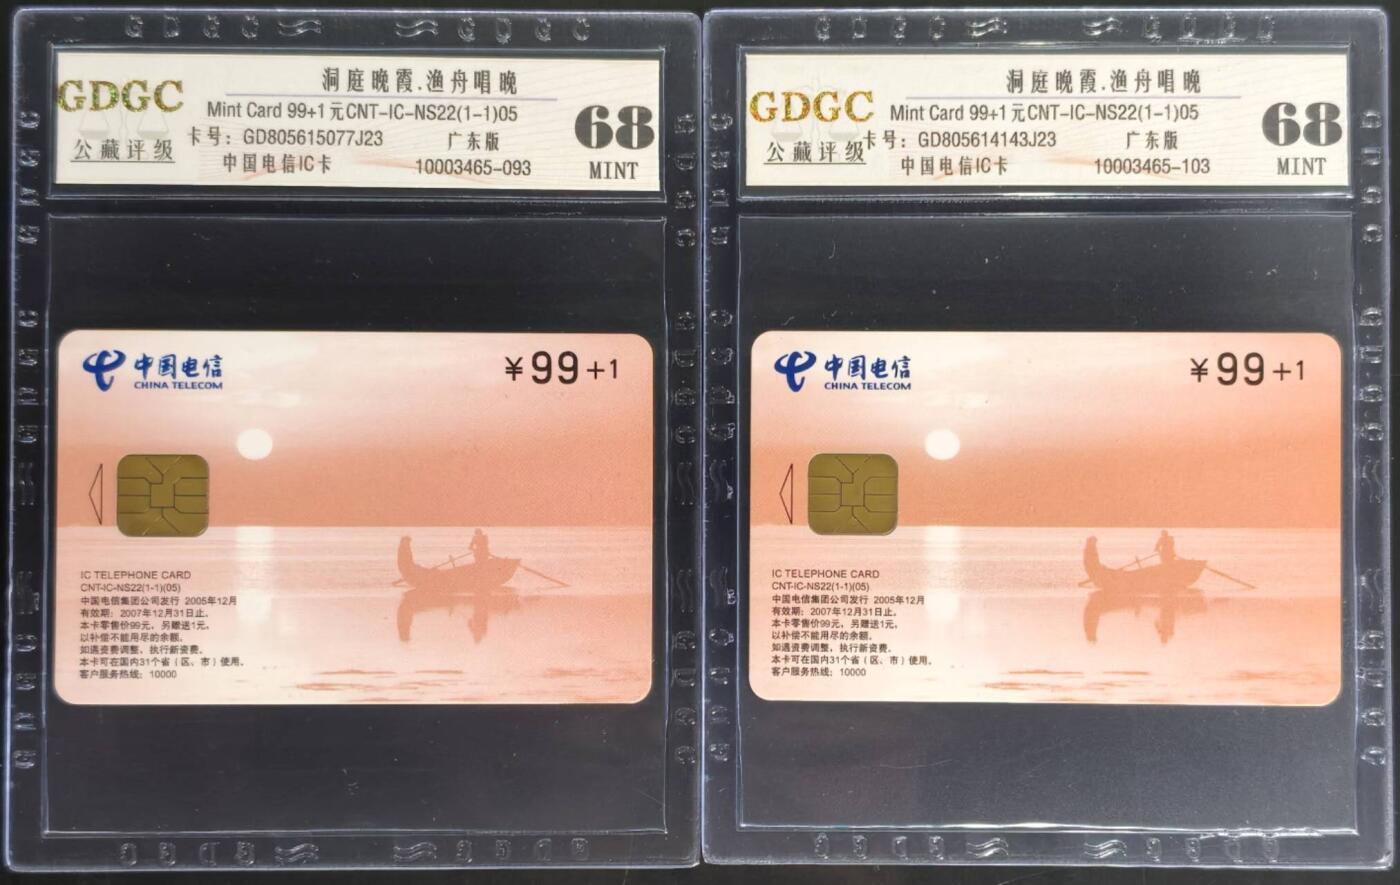 GDGC
洞庭晚霞.渔舟唱晚
Mint Card 99+1元CNT-IC-NS22(1-1)05
卡号：GD805615077J23 广东版
公藏评级
中国电信IC卡 10003465-093
68
MINT
中国电信
CHINA TELECOM
¥99+1
IC TELEPHONE CARD
CNT-IC-NS22(1-1)(05)
中国电信集团公司发行 2005年12月
有效期：2007年12月31日止。
本卡零售价99元，另赠送1元，
以补偿不能用尽的余额。
如遇资费调整，执行新资费。
本卡可在国内31个省（区、市）使用。
客户服务热线：10000
GDGC
洞庭晚霞.渔舟唱晚
Mint Card 99+1元CNT-IC-NS22(1-1)05
卡号：GD805614143J23 广东版
公藏评级
中国电信IC卡 10003465-103
68
MINT
中国电信
CHINA TELECOM
¥99+1
IC TELEPHONE CARD
CNT-IC-NS22(1-1)(05)
中国电信集团公司发行 2005年12月
有效期：2007年12月31日止。
本卡零售价99元，另赠送1元，
以补偿不能用尽的余额。
如遇资费调整，执行新资费。
本卡可在国内31个省（区、市）使用。
客户服务热线：10000